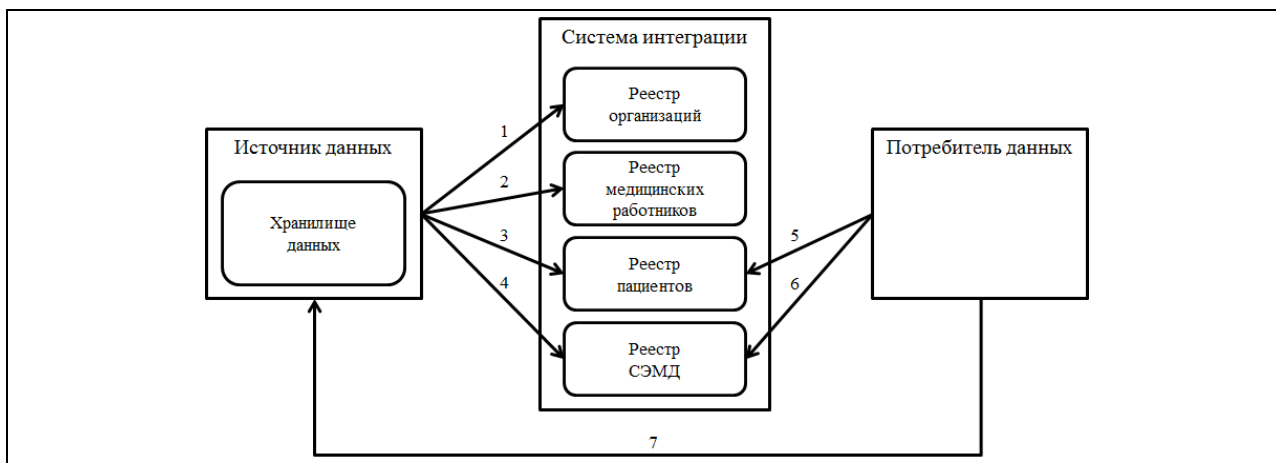 Система интеграции
Реестр
организаций
1
Источник данных
Потребитель данных
2
Реестр
медицинских
работников
Хранилище
данных
3
5
Реестр
пациентов
4
6
Реестр
СЭМД
7